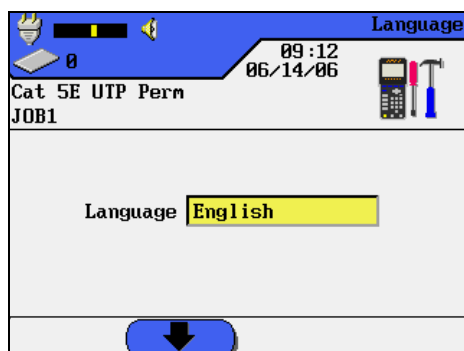 Language
0
09:12
06/14/06
Cat 5E UTP Perm
JOB1
Language English